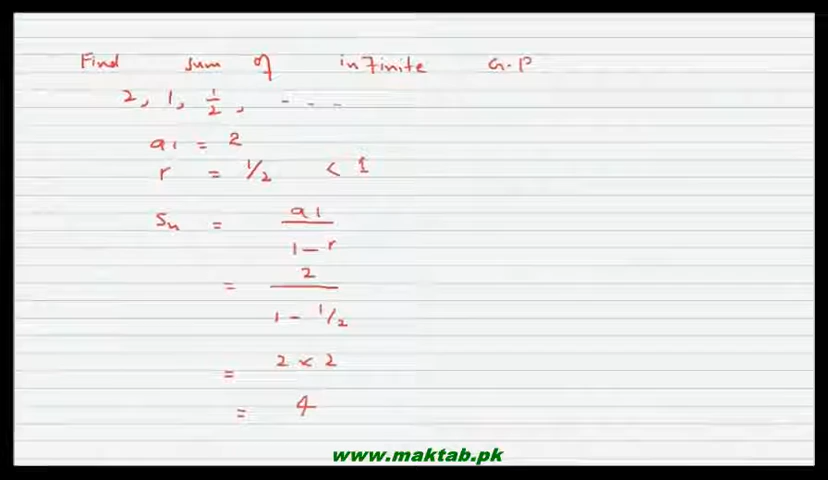 Find sum of infinite G.P
2, 1, 1/2, - - - -
a1 = 2
r = 1/2 < 1
Sn = a1 / 1 - r
= 2 / 1 - 1/2
= 2 × 2
= 4
www.maktab.pk